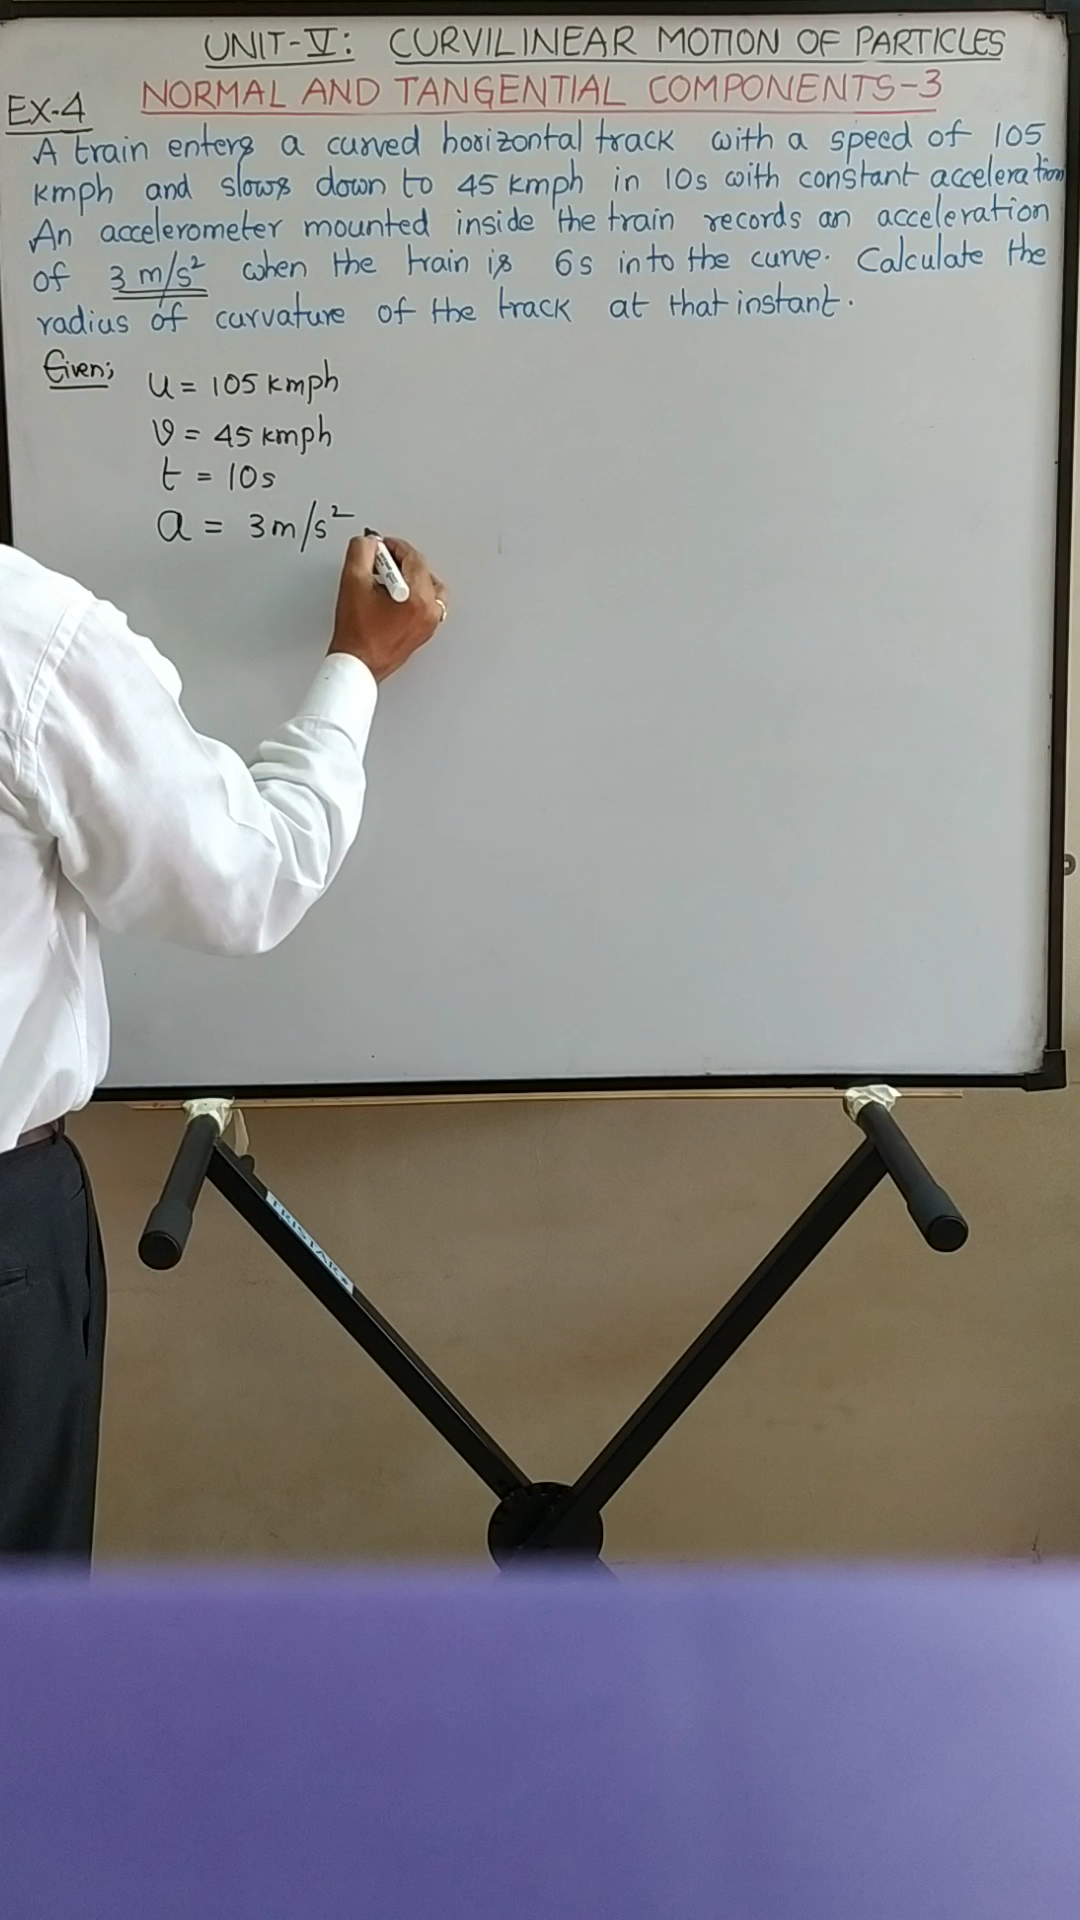 UNIT-V: CURVILINEAR MOTION OF PARTICLES
NORMAL AND TANGENTIAL COMPONENTS-3
EX-4
A train enters a curved horizontal track with a speed of 105
kmph and slows down to 45 kmph in 10s with constant acceleration
An accelerometer mounted inside the train records an acceleration
of 3 m/s² when the train is 6s into the curve. Calculate the
radius of curvature of the track at that instant.
Given;
u = 105 kmph
v = 45 kmph
t = 10s
a = 3m/s²
TRISTAR